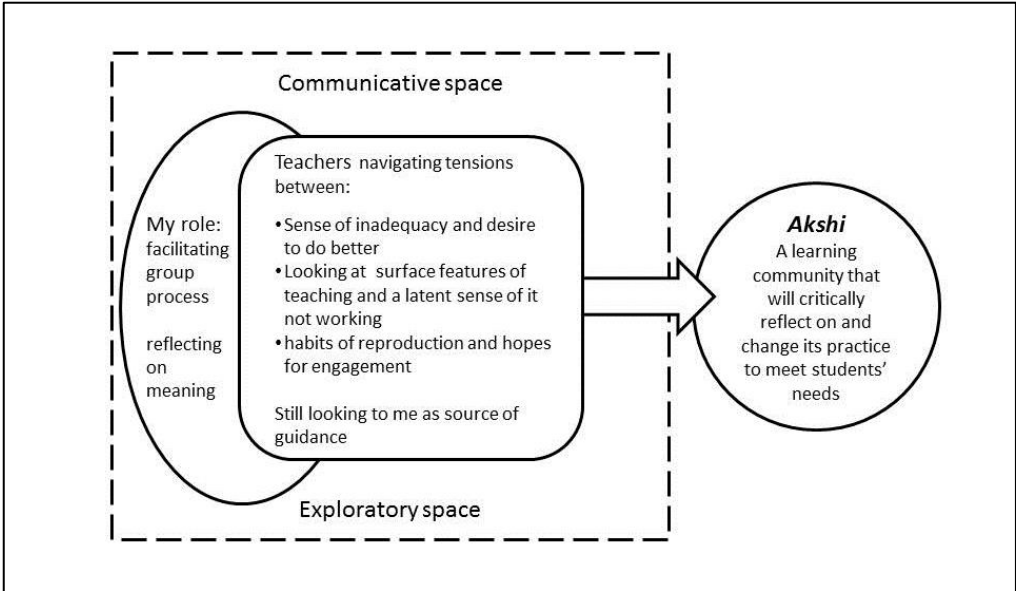 Communicative space
My role:
facilitating
group
process
reflecting
on
meaning
Teachers navigating tensions
between:
•Sense of inadequacy and desire
to do better
•Looking at surface features of
teaching and a latent sense of it
not working
•habits of reproduction and hopes
for engagement
Still looking to me as source of
guidance
Exploratory space
Akshi
A learning
community that
will critically
reflect on and
change its practice
to meet students'
needs